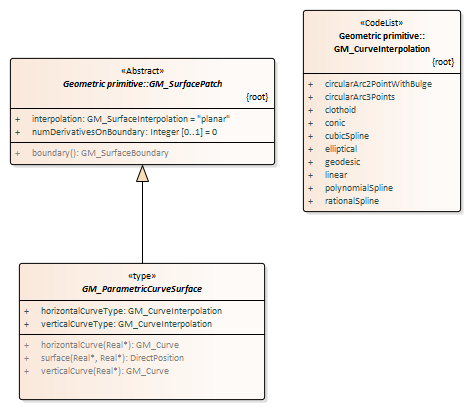 «Abstract»
Geometric primitive::GM_SurfacePatch
{root}
+ interpolation: GM_SurfaceInterpolation = "planar"
+ numDerivativesOnBoundary: Integer [0..1] = 0
+ boundary(): GM_SurfaceBoundary
«type»
GM_ParametricCurveSurface
+ horizontalCurveType: GM_CurveInterpolation
+ verticalCurveType: GM_CurveInterpolation
+ horizontalCurve(Real*): GM_Curve
+ surface(Real*, Real*): DirectPosition
+ verticalCurve(Real*): GM_Curve
«CodeList»
Geometric primitive::
GM_CurveInterpolation
{root}
+ circularArc2PointWithBulge
+ circularArc3Points
+ clothoid
+ conic
+ cubicSpline
+ elliptical
+ geodesic
+ linear
+ polynomialSpline
+ rationalSpline